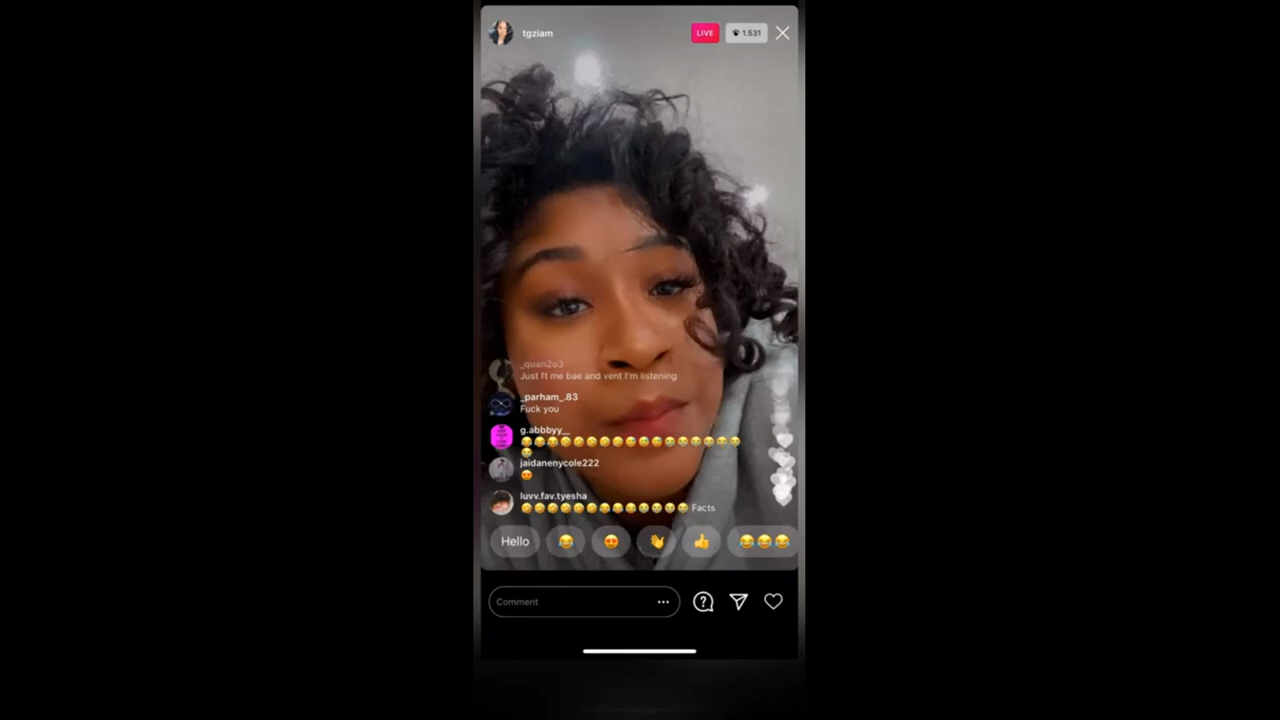 tgziam
LIVE
1,531
_quan2o3
Just ft me bae and vent I'm listening
_parham_.83
Fuck you
g.abbbyy__
😂😂😂🤣🤣🤣🤣🤣😅😅😅😂😂😂😂😂😂
😂
jaidanenycole222
😍
luvv.fav.tyesha
🤣🤣🤣🤣🤣🤣😂😂😂😂😂😂😂 Facts
Hello 😂 😍 👋 👍 😂😂😂
Comment